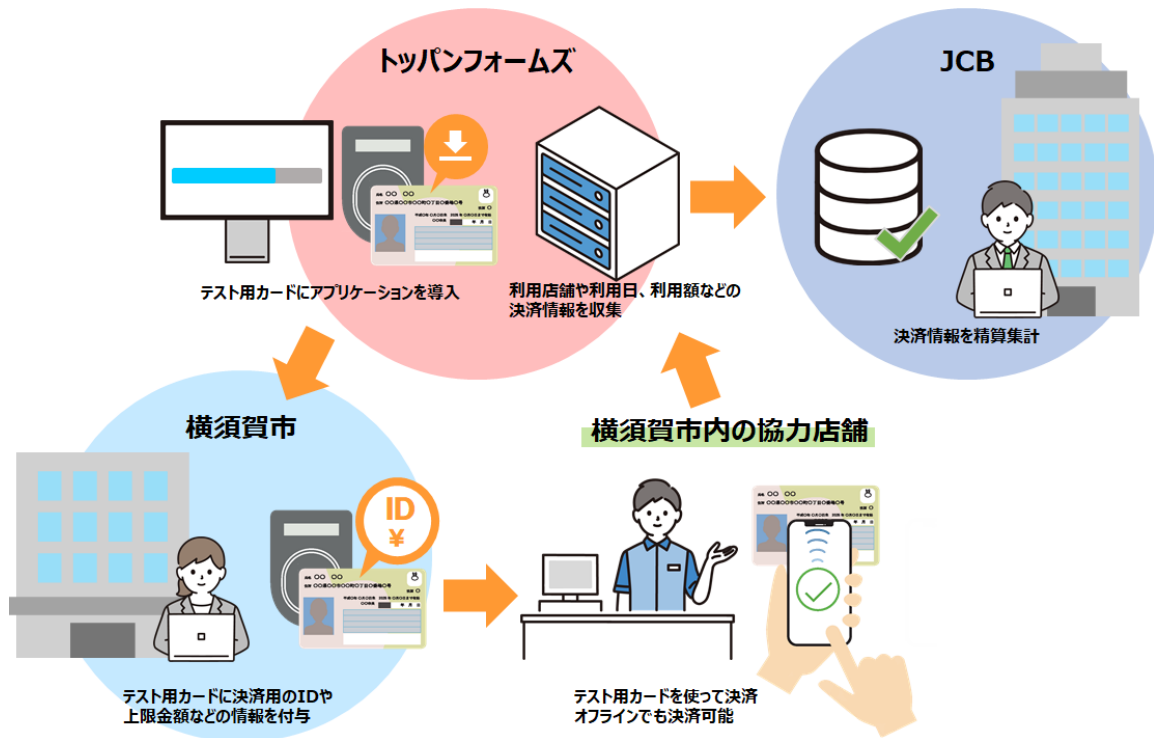 トッパンフォームズ
JCB
テスト用カードにアプリケーションを導入
利用店舗や利用日、利用額などの
決済情報を収集
決済情報を精算集計
横須賀市
横須賀市内の協力店舗
ID
¥
テスト用カードに決済用のIDや
上限金額などの情報を付与
テスト用カードを使って決済
オフラインでも決済可能